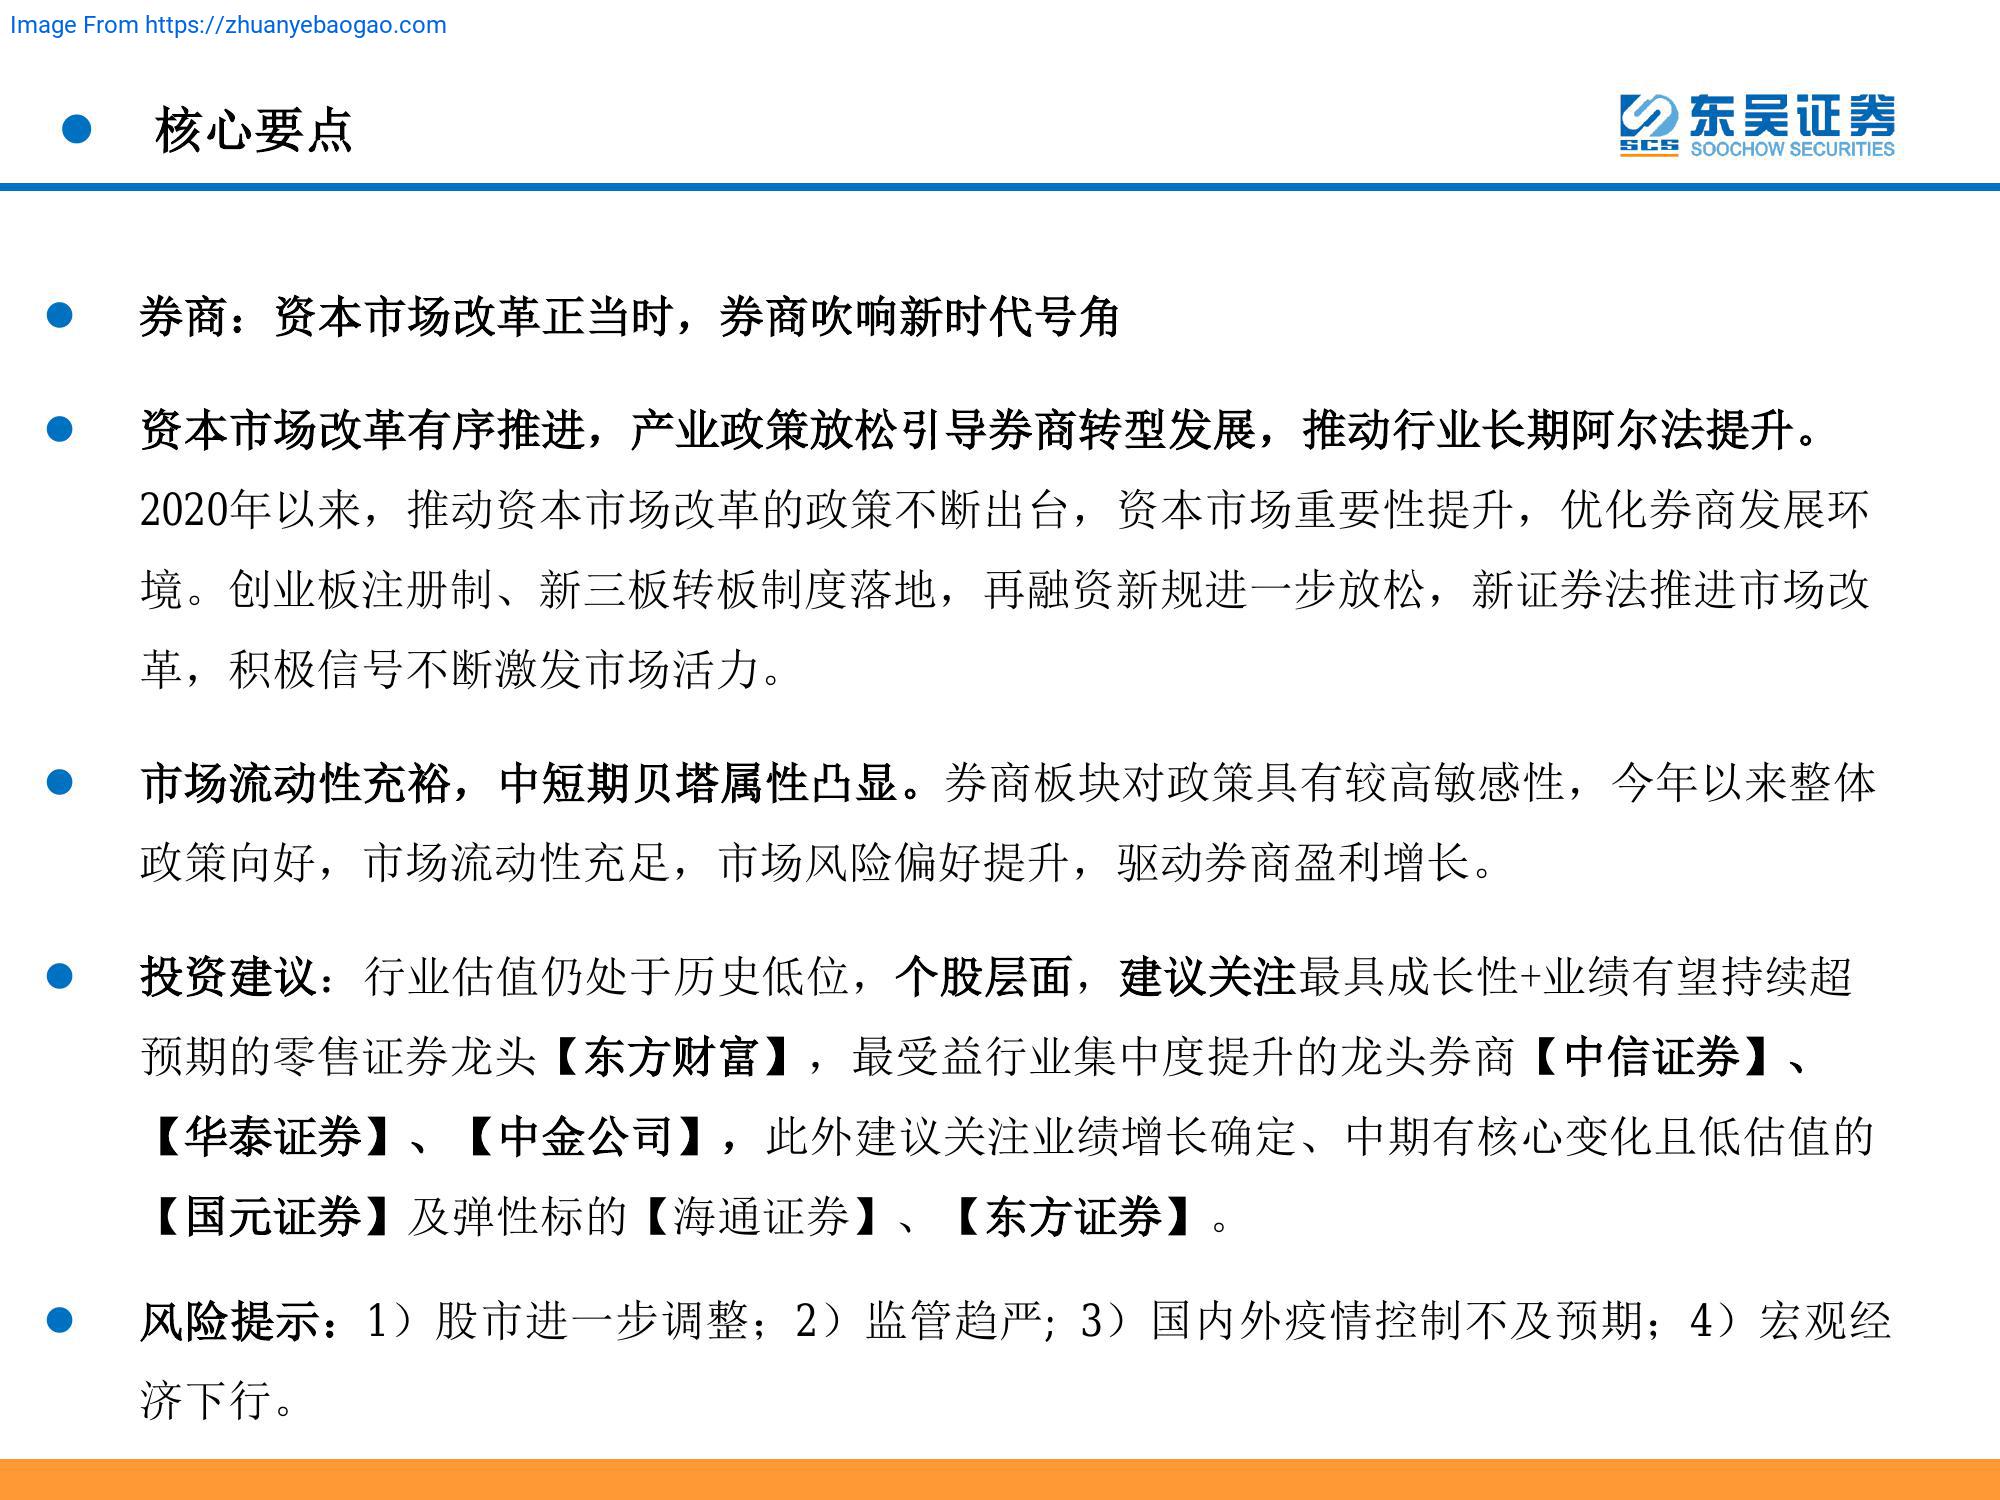 Image From https://zhuanyebaogao.com
核心要点
东吴证券
SCS
SOOCHOW SECURITIES
券商：资本市场改革正当时，券商吹响新时代号角
资本市场改革有序推进，产业政策放松引导券商转型发展，推动行业长期阿尔法提升。
2020年以来，推动资本市场改革的政策不断出台，资本市场重要性提升，优化券商发展环
境。创业板注册制、新三板转板制度落地，再融资新规进一步放松，新证券法推进市场改
革，积极信号不断激发市场活力。
市场流动性充裕，中短期贝塔属性凸显。券商板块对政策具有较高敏感性，今年以来整体
政策向好，市场流动性充足，市场风险偏好提升，驱动券商盈利增长。
投资建议：行业估值仍处于历史低位，个股层面，建议关注最具成长性+业绩有望持续超
预期的零售证券龙头【东方财富】，最受益行业集中度提升的龙头券商【中信证券】、
【华泰证券】、【中金公司】，此外建议关注业绩增长确定、中期有核心变化且低估值的
【国元证券】及弹性标的【海通证券】、【东方证券】。
风险提示：1）股市进一步调整；2）监管趋严；3）国内外疫情控制不及预期；4）宏观经
济下行。